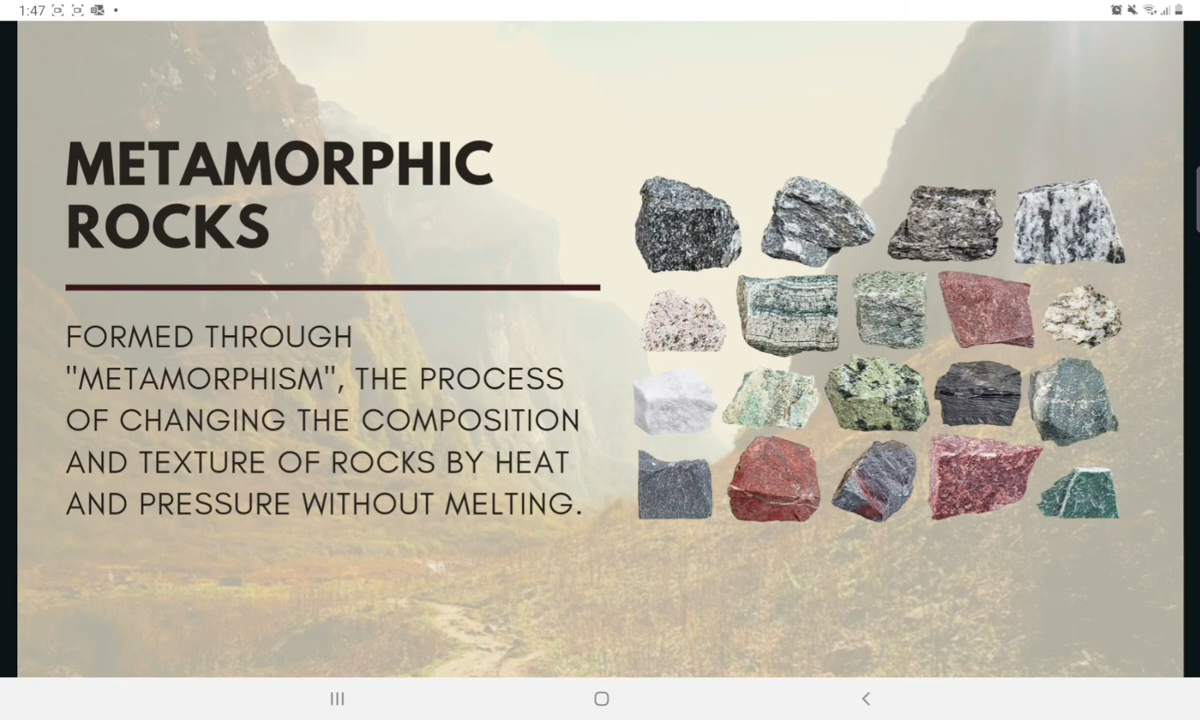 1:47
METAMORPHIC
ROCKS
FORMED THROUGH
"METAMORPHISM", THE PROCESS
OF CHANGING THE COMPOSITION
AND TEXTURE OF ROCKS BY HEAT
AND PRESSURE WITHOUT MELTING.